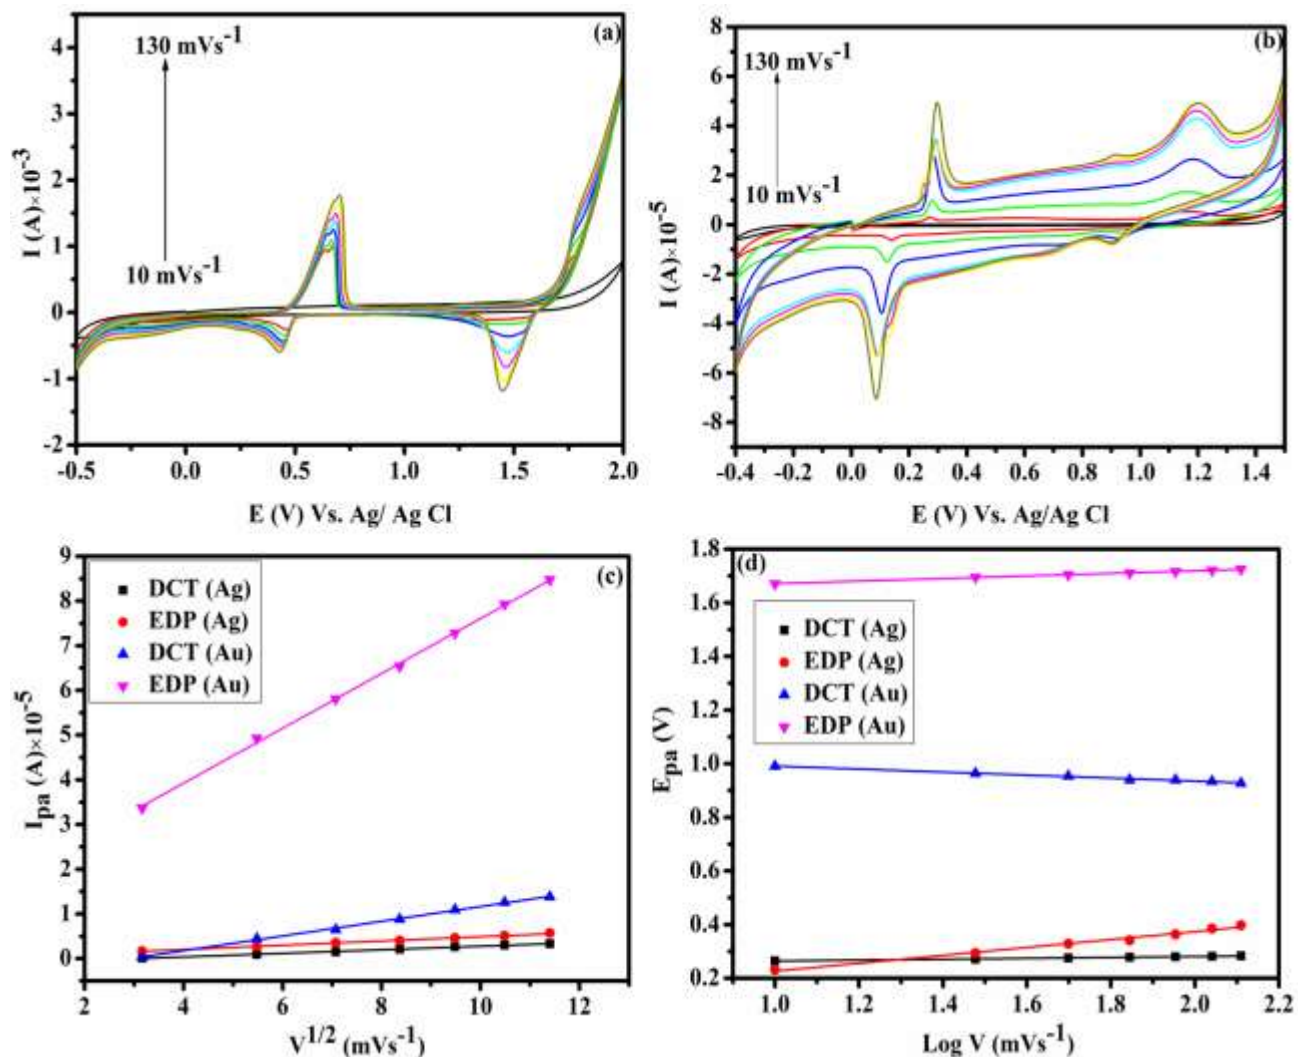 (a)
130 mVs-1
10 mVs-1
I (A)×10-3
4
3
2
1
0
-1
-2
-0.5 0.0 0.5 1.0 1.5 2.0
E (V) Vs. Ag/ Ag Cl
(b)
130 mVs-1
10 mVs-1
I (A)×10-5
8
6
4
2
0
-2
-4
-6
-8
-0.4 -0.2 0.0 0.2 0.4 0.6 0.8 1.0 1.2 1.4
E (V) Vs. Ag/Ag Cl
(c)
DCT (Ag)
EDP (Ag)
DCT (Au)
EDP (Au)
Ipa (A)×10-5
9
8
7
6
5
4
3
2
1
0
2 4 6 8 10 12
V1/2 (mVs-1)
(d)
DCT (Ag)
EDP (Ag)
DCT (Au)
EDP (Au)
Epa (V)
1.8
1.6
1.4
1.2
1.0
0.8
0.6
0.4
0.2
1.0 1.2 1.4 1.6 1.8 2.0 2.2
Log V (mVs-1)